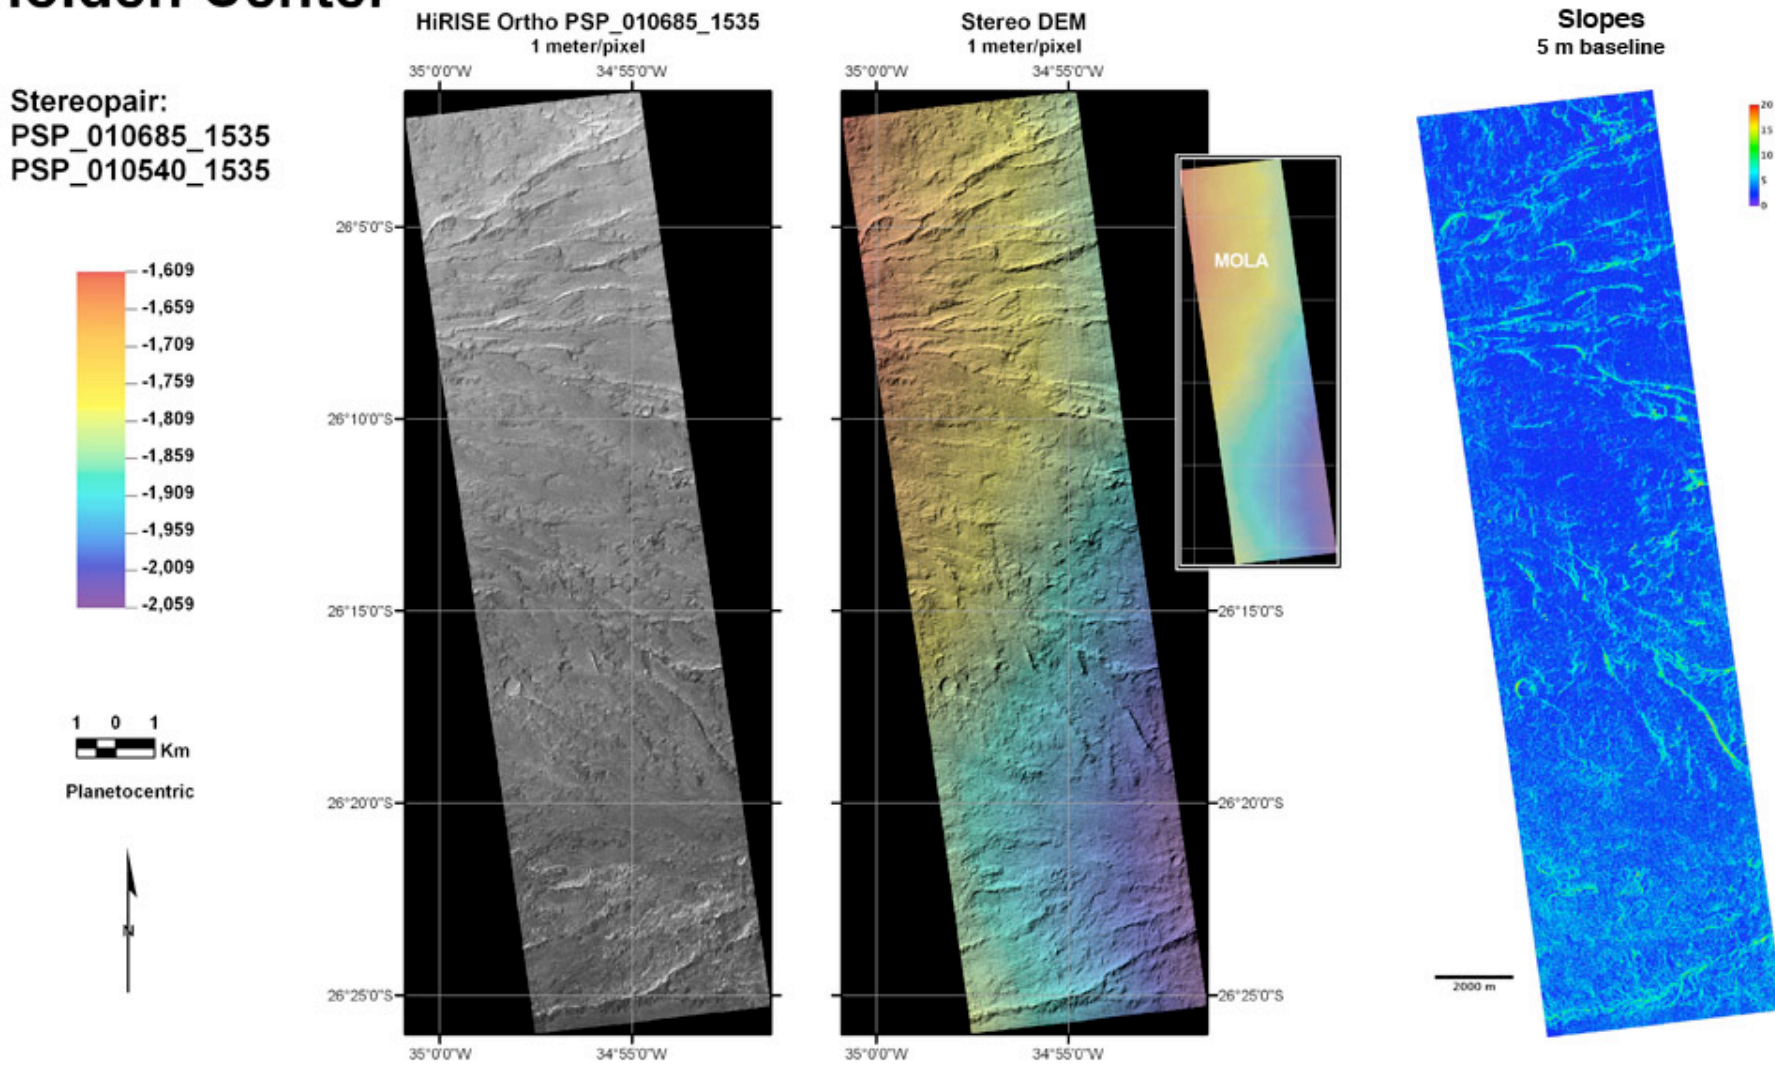 HiRISE Ortho PSP_010685_1535
1 meter/pixel
35°0'0"W 34°55'0"W
Stereo DEM
1 meter/pixel
35°0'0"W 34°55'0"W
Slopes
5 m baseline
Stereopair:
PSP_010685_1535
PSP_010540_1535
-1,609
-1,659
-1,709
-1,759
-1,809
-1,859
-1,909
-1,959
-2,009
-2,059
1 0 1
Km
Planetocentric
N
26°5'0"S
26°10'0"S
26°15'0"S
26°20'0"S
26°25'0"S
35°0'0"W 34°55'0"W
MOLA
26°15'0"S
26°20'0"S
26°25'0"S
35°0'0"W 34°55'0"W
20
15
10
5
0
2000 m